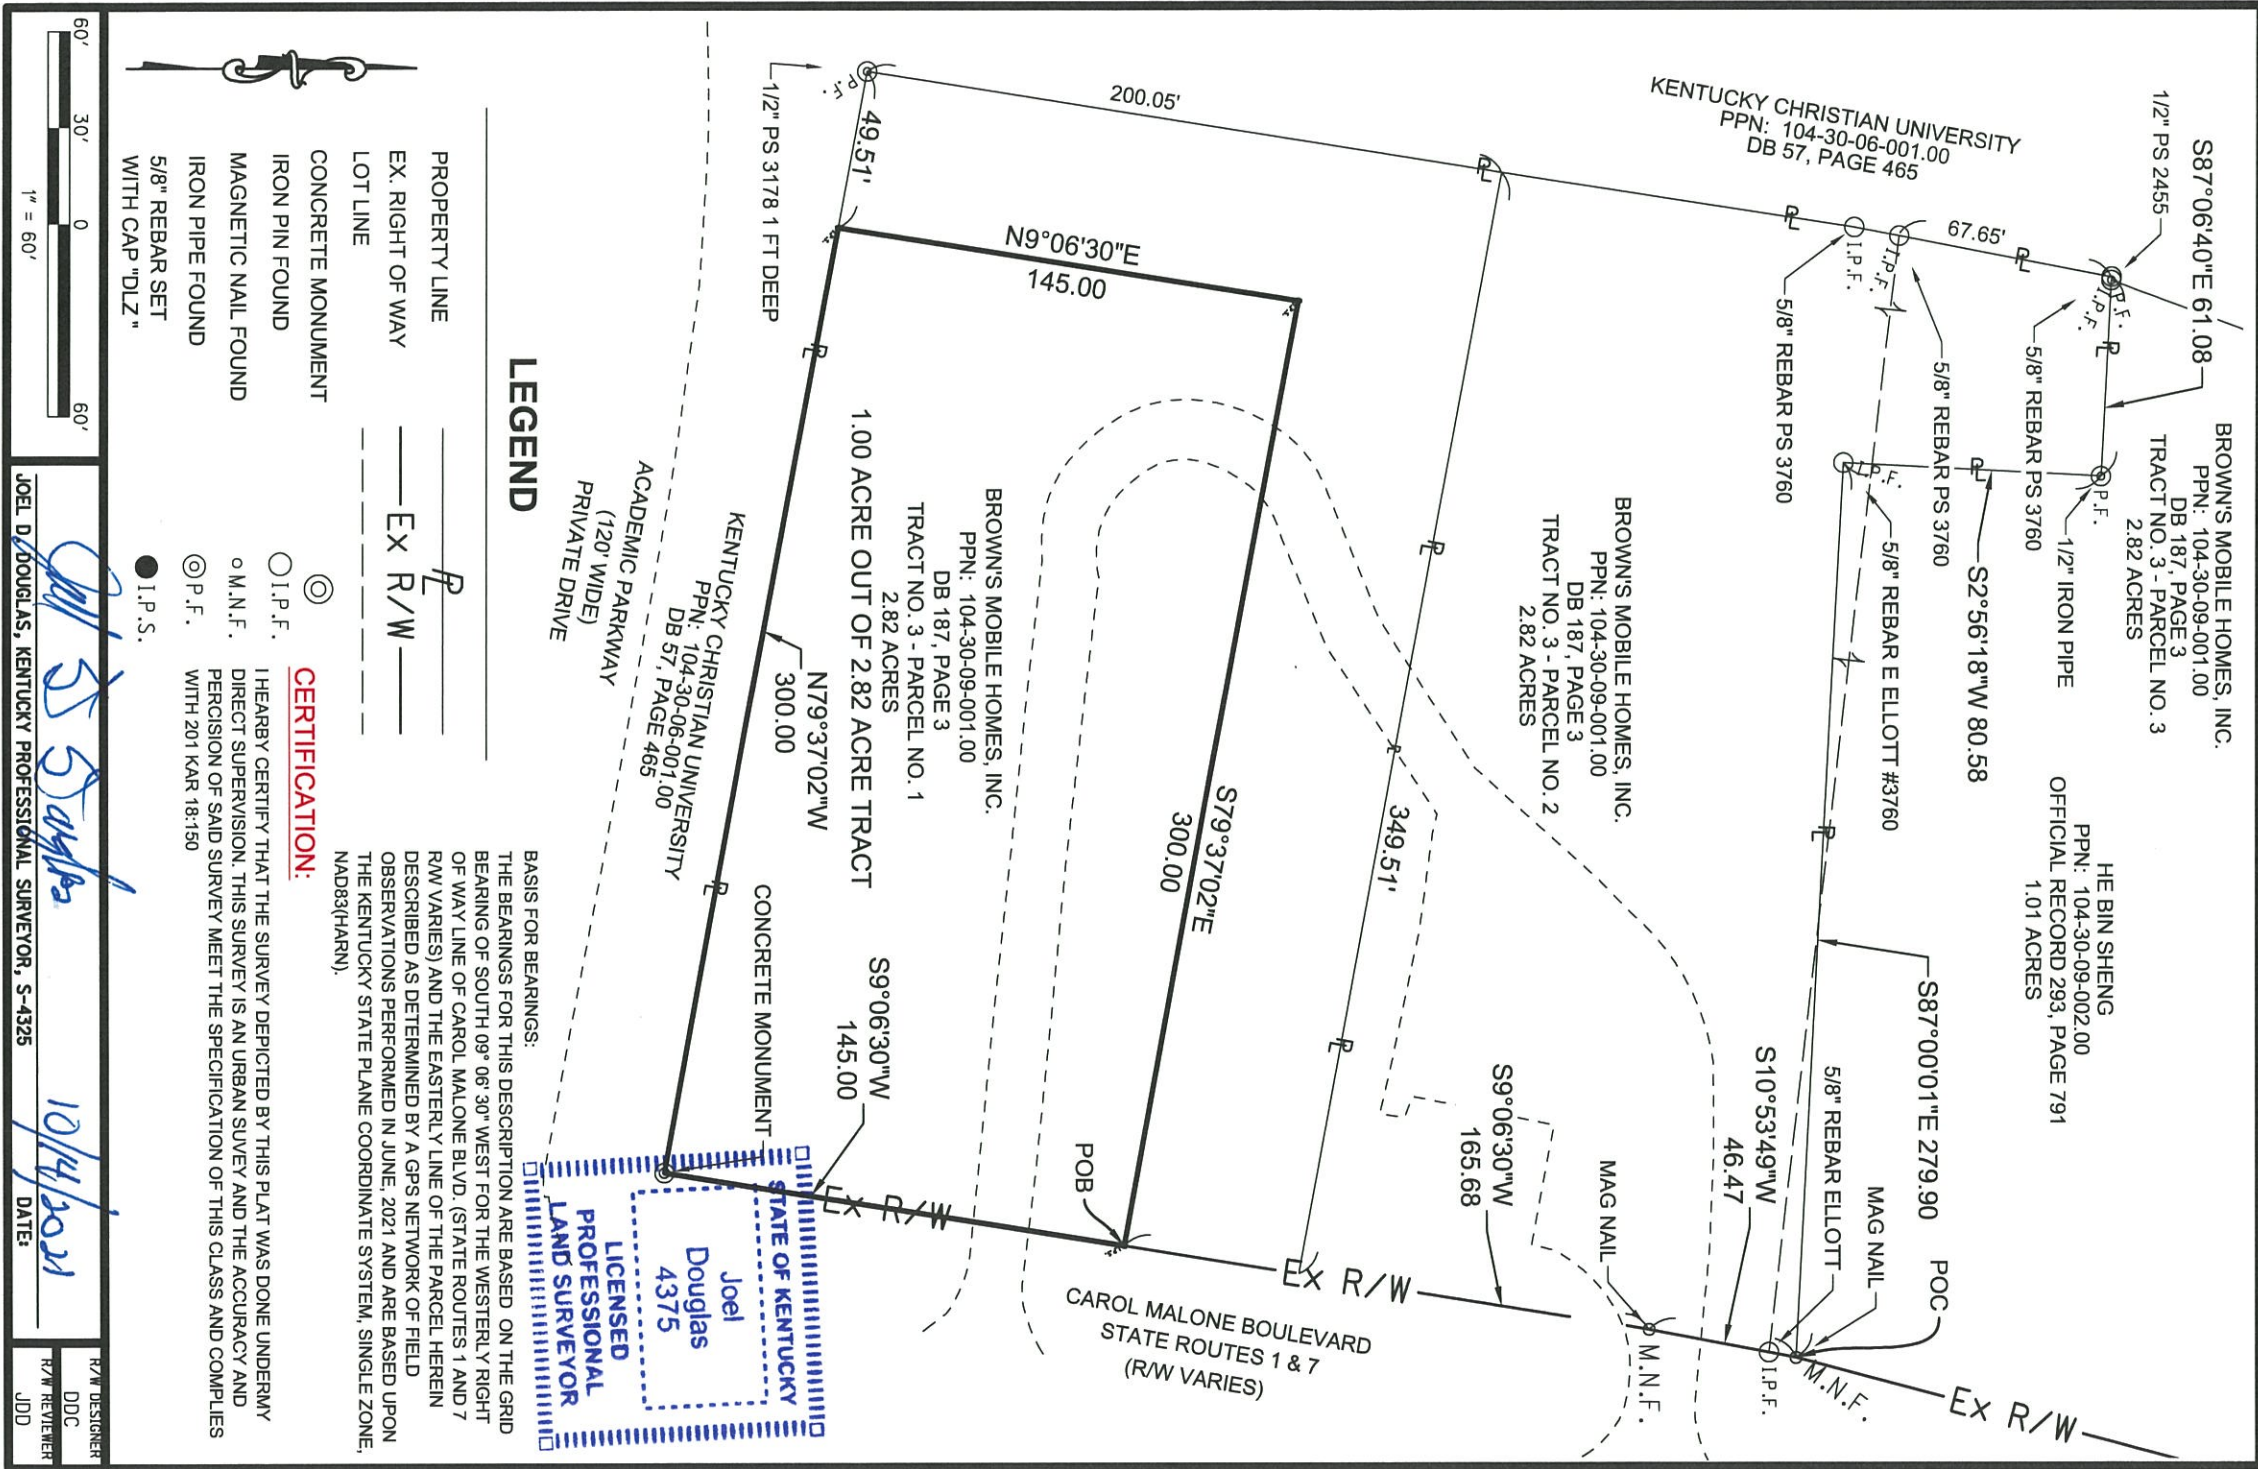 S87°06'40"E 61.08
1/2" PS 2455
KENTUCKY CHRISTIAN UNIVERSITY
PPN: 104-30-06-001.00
DB 57, PAGE 465
BROWN'S MOBILE HOMES, INC.
PPN: 104-30-09-001.00
DB 187, PAGE 3
TRACT NO. 3 - PARCEL NO. 3
2.82 ACRES
P.F.
I.P.F.
PL
67.65'
5/8" REBAR PS 3760
1/2" IRON PIPE
P.F.
PL
I.P.F.
5/8" REBAR PS 3760
PL
S2°56'18"W 80.58
I.P.F.
5/8" REBAR PS 3760
PL
I.P.F.
5/8" REBAR E ELLOTT #3760
HE BIN SHENG
PPN: 104-30-09-002.00
OFFICIAL RECORD 293, PAGE 791
1.01 ACRES
S87°00'01"E 279.90
PL
POC
MAG NAIL
5/8" REBAR ELLOTT
M.N.F.
I.P.F.
Ex R/W
S10°53'49"W
46.47
MAG NAIL
M.N.F.
S9°06'30"W
165.68
200.05'
PL
BROWN'S MOBILE HOMES, INC.
PPN: 104-30-09-001.00
DB 187, PAGE 3
TRACT NO. 3 - PARCEL NO. 2
2.82 ACRES
PL
PL
349.51'
PL
Ex R/W
CAROL MALONE BOULEVARD
STATE ROUTES 1 & 7
(R/W VARIES)
N9°06'30"E
145.00
S79°37'02"E
300.00
POB
BROWN'S MOBILE HOMES, INC.
PPN: 104-30-09-001.00
DB 187, PAGE 3
TRACT NO. 3 - PARCEL NO. 1
2.82 ACRES
1.00 ACRE OUT OF 2.82 ACRE TRACT
P.F.
49.51'
1/2" PS 3178 1 FT DEEP
PL
N79°37'02"W
300.00
PL
S9°06'30"W
145.00
Ex R/W
CONCRETE MONUMENT
KENTUCKY CHRISTIAN UNIVERSITY
PPN: 104-30-06-001.00
DB 57, PAGE 465
ACADEMIC PARKWAY
(120' WIDE)
PRIVATE DRIVE
STATE OF KENTUCKY
Joel
Douglas
4375
LICENSED
PROFESSIONAL
LAND SURVEYOR
LEGEND
PROPERTY LINE PL
EX. RIGHT OF WAY Ex R/W
LOT LINE
CONCRETE MONUMENT
IRON PIN FOUND I.P.F.
MAGNETIC NAIL FOUND M.N.F.
IRON PIPE FOUND P.F.
5/8" REBAR SET I.P.S.
WITH CAP "DLZ "
BASIS FOR BEARINGS:
THE BEARINGS FOR THIS DESCRIPTION ARE BASED ON THE GRID
BEARING OF SOUTH 09° 06' 30" WEST FOR THE WESTERLY RIGHT
OF WAY LINE OF CAROL MALONE BLVD. (STATE ROUTES 1 AND 7
R/W VARIES) AND THE EASTERLY LINE OF THE PARCEL HEREIN
DESCRIBED AS DETERMINED BY A GPS NETWORK OF FIELD
OBSERVATIONS PERFORMED IN JUNE, 2021 AND ARE BASED UPON
THE KENTUCKY STATE PLANE COORDINATE SYSTEM, SINGLE ZONE,
NAD83(HARN).
CERTIFICATION:
I HEARBY CERTIFY THAT THE SURVEY DEPICTED BY THIS PLAT WAS DONE UNDERMY
DIRECT SUPERVISION. THIS SURVEY IS AN URBAN SUVEY AND THE ACCURACY AND
PERCISION OF SAID SURVEY MEET THE SPECIFICATION OF THIS CLASS AND COMPLIES
WITH 201 KAR 18:150
60' 30' 0 60'
1" = 60'
10/14/2021
JOEL D. DOUGLAS, KENTUCKY PROFESSIONAL SURVEYOR, S-4325 DATE:
R/W DESIGNER
DDC
R/W REVIEWER
JDD